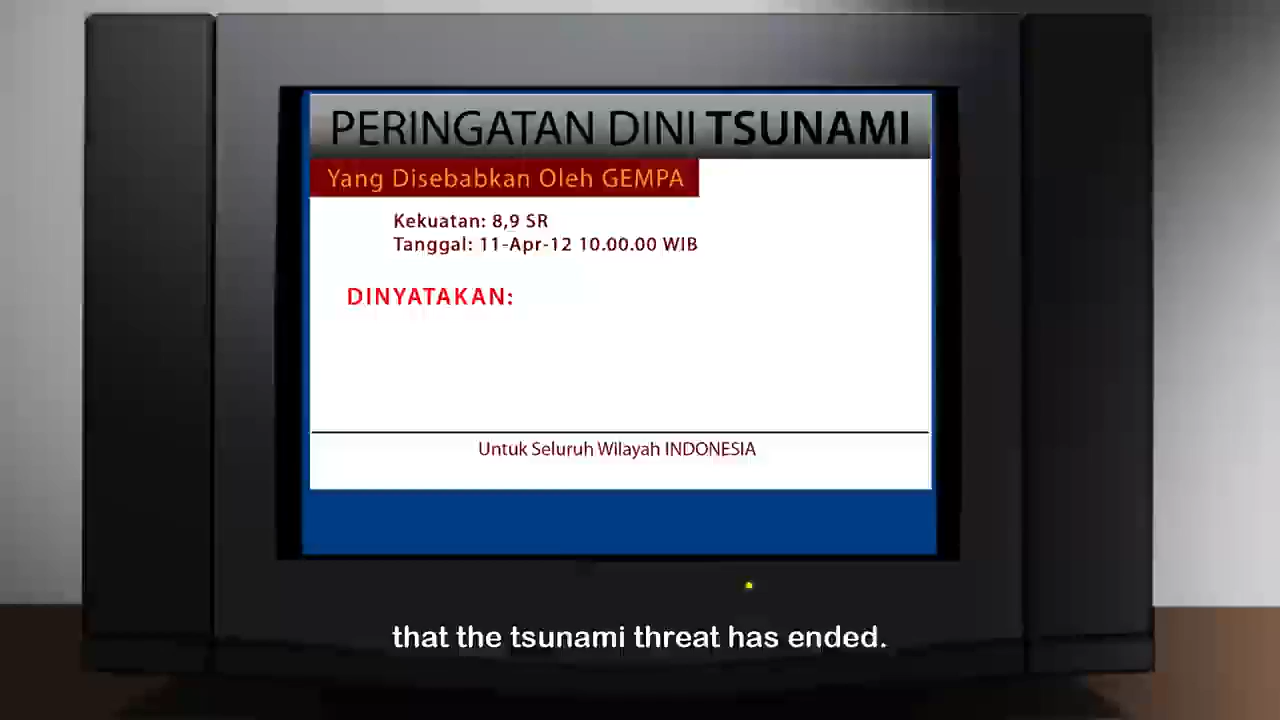 PERINGATAN DINI TSUNAMI
Yang Disebabkan Oleh GEMPA
Kekuatan: 8,9 SR
Tanggal: 11-Apr-12 10.00.00 WIB
DINYATAKAN:
Untuk Seluruh Wilayah INDONESIA
that the tsunami threat has ended.